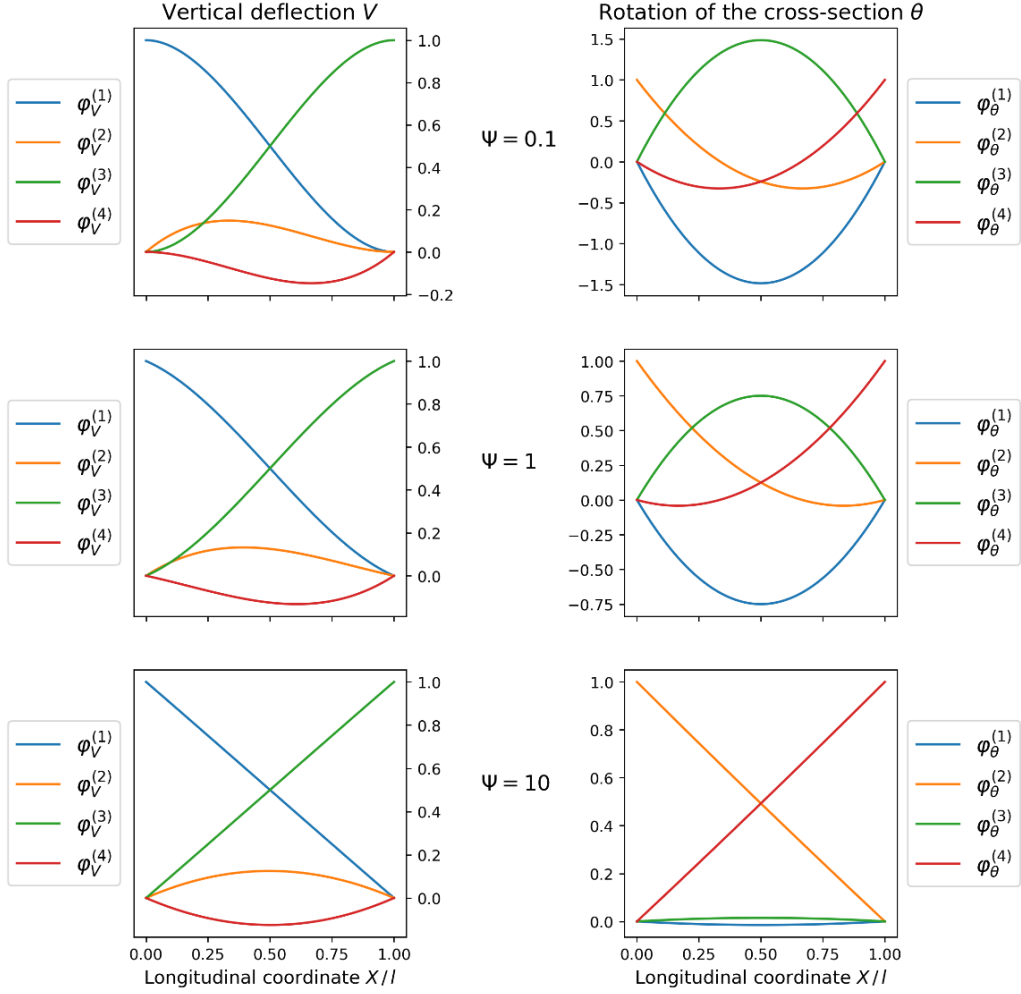 Vertical deflection V
Rotation of the cross-section θ
φ_V^(1)
φ_V^(2)
φ_V^(3)
φ_V^(4)
1.0
0.8
0.6
0.4
0.2
0.0
−0.2
Ψ = 0.1
1.5
1.0
0.5
0.0
−0.5
−1.0
−1.5
φ_θ^(1)
φ_θ^(2)
φ_θ^(3)
φ_θ^(4)
φ_V^(1)
φ_V^(2)
φ_V^(3)
φ_V^(4)
1.0
0.8
0.6
0.4
0.2
0.0
Ψ = 1
1.00
0.75
0.50
0.25
0.00
−0.25
−0.50
−0.75
φ_θ^(1)
φ_θ^(2)
φ_θ^(3)
φ_θ^(4)
φ_V^(1)
φ_V^(2)
φ_V^(3)
φ_V^(4)
1.0
0.8
0.6
0.4
0.2
0.0
Ψ = 10
1.0
0.8
0.6
0.4
0.2
0.0
φ_θ^(1)
φ_θ^(2)
φ_θ^(3)
φ_θ^(4)
0.00 0.25 0.50 0.75 1.00
Longitudinal coordinate X/l
0.00 0.25 0.50 0.75 1.00
Longitudinal coordinate X/l